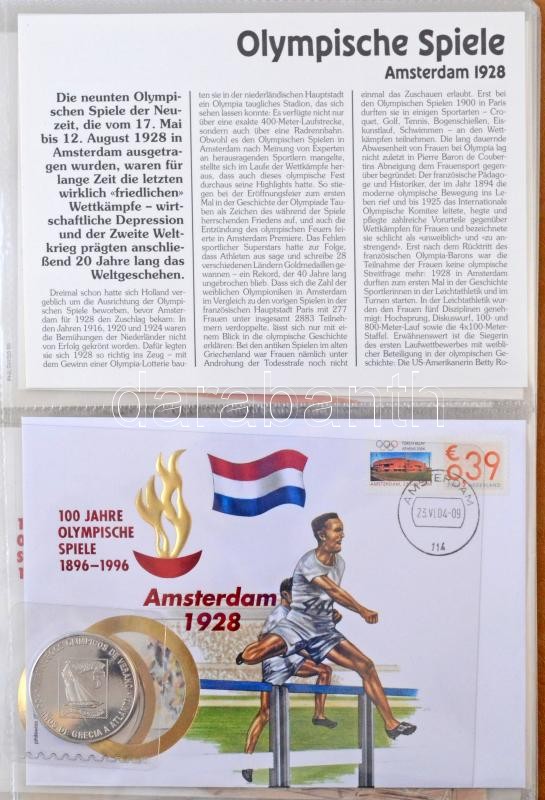 Olympische Spiele
Amsterdam 1928
Die neunten Olympi-
schen Spiele der Neu-
zeit, die vom 17. Mai
bis 12. August 1928 in
Amsterdam ausgetra-
gen wurden, waren für
lange Zeit die letzten
wirklich «friedlichen»
Wettkämpfe – wirt-
schaftliche Depression
und der Zweite Welt-
krieg prägten anschlie-
ßend 20 Jahre lang das
Weltgeschehen.
Dreimal schon hatte sich Holland ver-
geblich um die Ausrichtung der Olympi-
schen Spiele beworben, bevor Amster-
dam für 1928 den Zuschlag bekam. In
den Jahren 1916, 1920 und 1924 waren
die Bemühungen der Niederländer nicht
von Erfolg gekrönt worden. Dafür legten
sie sich 1928 so richtig ins Zeug – mit
dem Gewinn einer Olympia-Lotterie bau-
ten sie in der niederländischen Hauptstadt
ein Olympia taugliches Stadion, das sich
sehen lassen konnte: Es verfügte nicht nur
über eine exakte 400-Meter-Laufstrecke,
sondern auch über eine Radrennbahn.
Obwohl es den Olympischen Spielen in
Amsterdam nach Meinung von Experten
an herausragenden Sportlern mangelte,
stellte sich im Laufe der Wettkämpfe her-
aus, dass auch dieses olympische Fest
durchaus seine Highlights hatte. So stie-
gen bei der Eröffnungsfeier zum ersten
Mal in der Geschichte der Olympiade Tau-
ben als Zeichen des während der Spiele
herrschenden Friedens auf, und auch die
Entzündung des olympischen Feuers fei-
erte in Amsterdam Premiere. Das Fehlen
sportlicher Superstars hatte zur Folge,
dass Athleten aus sage und schreibe 28
verschiedenen Ländern Goldmedaillen ge-
wannen – ein Rekord, der 40 Jahre lang
ungebrochen blieb. Dass sich die Zahl der
weiblichen Olympioniken in Amsterdam
im Vergleich zu den vorigen Spielen in der
französischen Hauptstadt Paris mit 277
Frauen unter insgesamt 2883 Teilneh-
mern verdoppelte, lässt sich nur mit ei-
nem Blick in die olympische Geschichte
erklären: Bei den antiken Spielen im alten
Griechenland war Frauen nämlich unter
Androhung der Todesstrafe noch nicht
einmal das Zuschauen erlaubt. Erst bei
den Olympischen Spielen 1900 in Paris
durften sie in einigen Sportarten – Cro-
quet, Golf, Tennis, Bogenschießen, Eis-
kunstlauf, Schwimmen – an den Wett-
kämpfen teilnehmen. Die lang dauernde
Abwesenheit von Frauen bei Olympia lag
nicht zuletzt in Pierre Baron de Couber-
tins Abneigung dem Frauensport gegen-
über begründet: Der französische Pädago-
ge und Historiker, der im Jahr 1894 die
moderne olympische Bewegung ins Le-
ben rief und bis 1925 das Internationale
Olympische Komitee leitete, hegte und
pflegte zahlreiche Vorurteile gegenüber
Wettkämpfen für Frauen und bezeichnete
sie schlicht als «unweiblich» und «zu an-
strengend». Erst nach dem Rücktritt des
französischen Olympia-Barons war die
Teilnahme der Frauen keine olympische
Streitfrage mehr: 1928 in Amsterdam
durften zum ersten Mal in der Geschichte
Sportlerinnen in der Leichtathletik und im
Turnen starten. In der Leichtathletik wur-
den den Frauen fünf Disziplinen geneh-
migt: Hochsprung, Diskuswurf, 100- und
800-Meter-Lauf sowie die 4x100-Meter-
Staffel. Erwähnenswert ist die Siegerin
des ersten Laufwettbewerbes mit weibli-
cher Beteiligung in der olympischen Ge-
schichte: Die US-Amerikanerin Betty Ro-
darabanth
100 JAHRE
OLYMPISCHE
SPIELE
1896–1996
Amsterdam
1928
AMSTERDAM
23.VI.04-09
114
€0,39
NEDERLAND
JUEGOS OLIMPICOS DE VERANO
DE GRECIA A ATLANTA